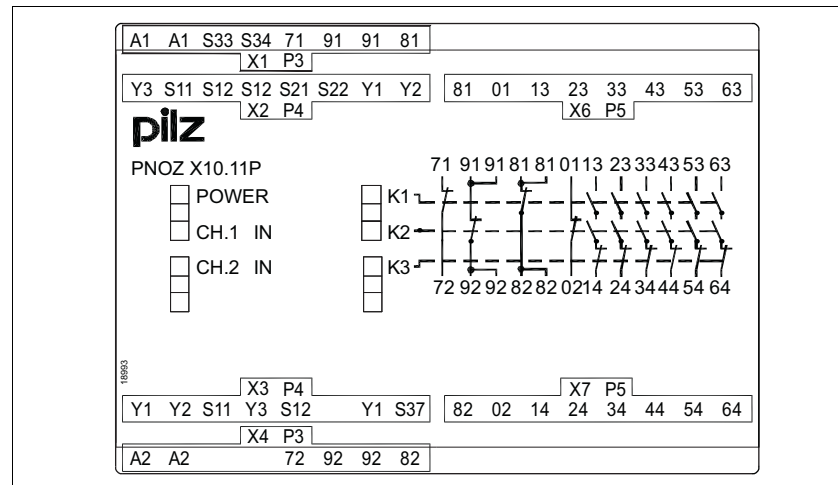 A1 A1 S33 S34 71 91 91 81
X1 P3
Y3 S11 S12 S12 S21 S22 Y1 Y2 81 01 13 23 33 43 53 63
X2 P4 X6 P5
pilz
PNOZ X10.11P 71 91 91 81 81 01 13 23 33 43 53 63
POWER K1
CH.1 IN K2
CH.2 IN K3
72 92 92 82 82 02 14 24 34 44 54 64
18993
X3 P4 X7 P5
Y1 Y2 S11 Y3 S12 Y1 S37 82 02 14 24 34 44 54 64
X4 P3
A2 A2 72 92 92 82